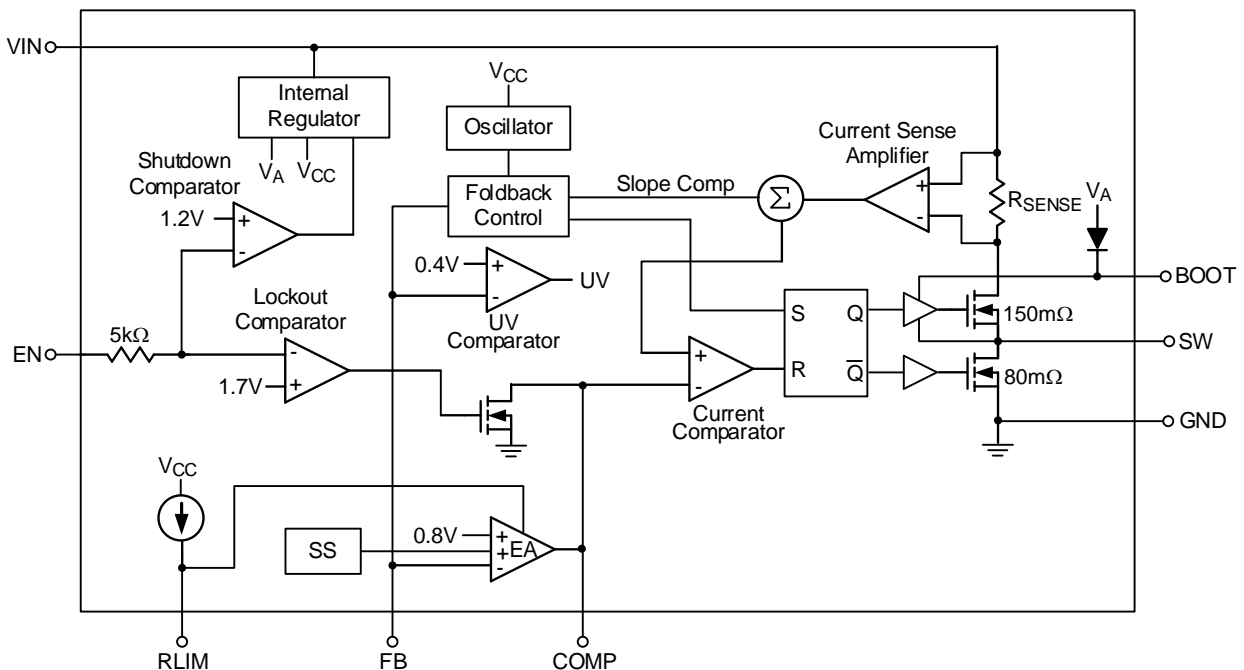 VIN
Internal
Regulator
VA
VCC
Shutdown
Comparator
1.2V
+
-
VCC
Oscillator
Foldback
Control
Slope Comp
Σ
Current Sense
Amplifier
+
-
RSENSE
VA
BOOT
0.4V
+
-
UV
UV
Comparator
Lockout
Comparator
5kΩ
EN
-
1.7V
+
+
-
Current
Comparator
S
Q
R
Q̅
150mΩ
SW
80mΩ
GND
VCC
SS
0.8V
+
+
-
EA
RLIM
FB
COMP